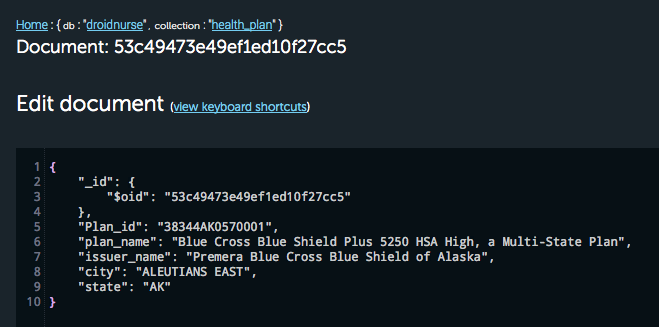 Home : { db : "droidnurse" , collection : "health_plan" }
Document: 53c49473e49ef1ed10f27cc5
Edit document (view keyboard shortcuts)
1 {
2 "_id": {
3 "$oid": "53c49473e49ef1ed10f27cc5"
4 },
5 "Plan_id": "38344AK0570001",
6 "plan_name": "Blue Cross Blue Shield Plus 5250 HSA High, a Multi-State Plan",
7 "issuer_name": "Premera Blue Cross Blue Shield of Alaska",
8 "city": "ALEUTIANS EAST",
9 "state": "AK"
10 }